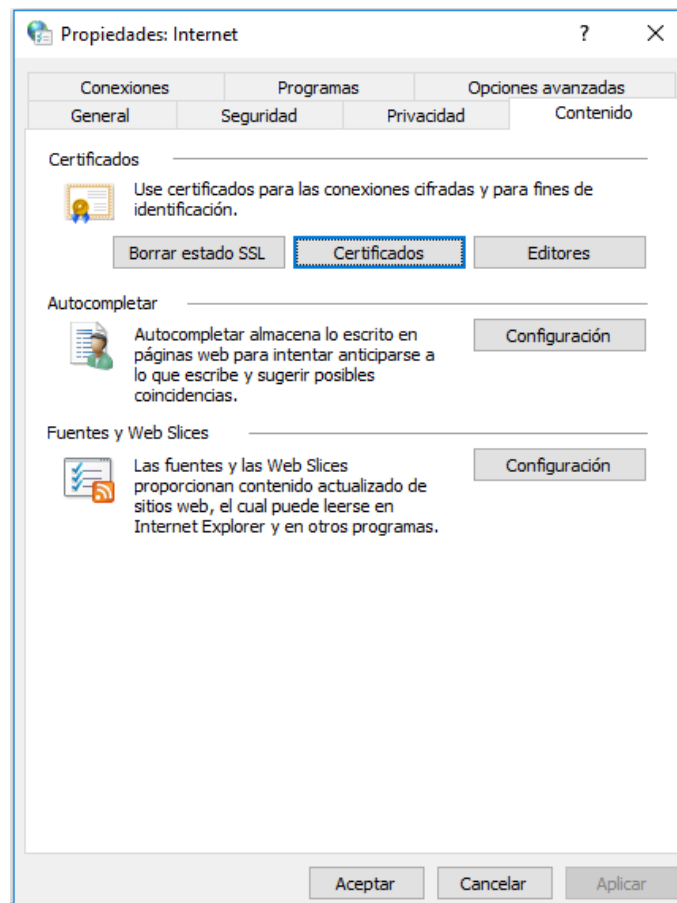 Propiedades: Internet
?
Conexiones Programas Opciones avanzadas
General Seguridad Privacidad Contenido
Certificados
Use certificados para las conexiones cifradas y para fines de
identificación.
Borrar estado SSL Certificados Editores
Autocompletar
Autocompletar almacena lo escrito en
páginas web para intentar anticiparse a
lo que escribe y sugerir posibles
coincidencias.
Configuración
Fuentes y Web Slices
Las fuentes y las Web Slices
proporcionan contenido actualizado de
sitios web, el cual puede leerse en
Internet Explorer y en otros programas.
Configuración
Aceptar Cancelar Aplicar